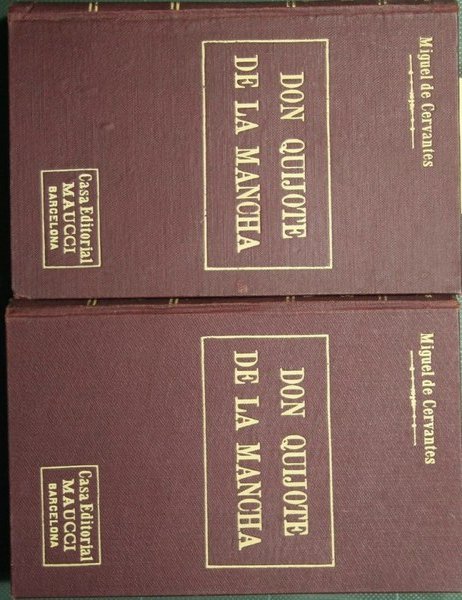 Miguel de Cervantes
DON QUIJOTE
DE LA MANCHA
Casa Editorial
MAUCCI
BARCELONA
Miguel de Cervantes
DON QUIJOTE
DE LA MANCHA
Casa Editorial
MAUCCI
BARCELONA